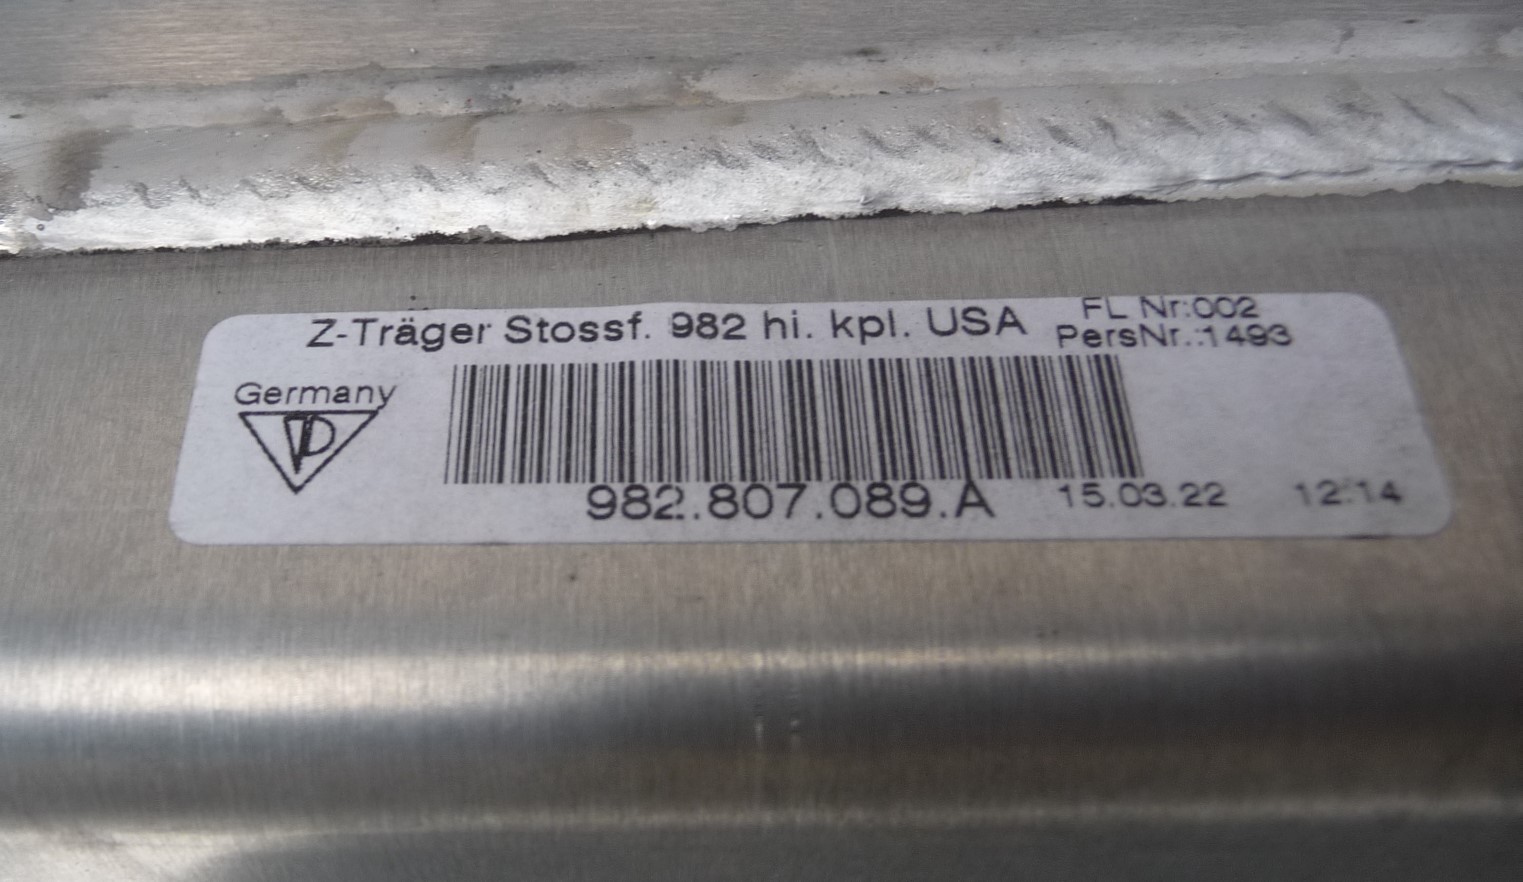 Z-Träger Stossf. 982 hi. kpl. USA
FL Nr:002
PersNr.:1493
Germany
982.807.089.A
15.03.22 12:14